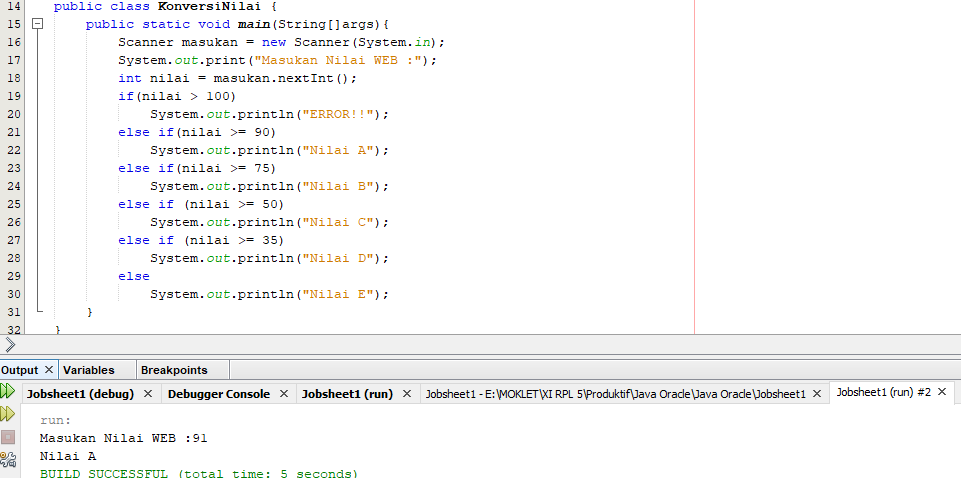 14 public class KonversiNilai {
15 public static void main(String[]args){
16 Scanner masukan = new Scanner(System.in);
17 System.out.print("Masukan Nilai WEB :");
18 int nilai = masukan.nextInt();
19 if(nilai > 100)
20 System.out.println("ERROR!!");
21 else if(nilai >= 90)
22 System.out.println("Nilai A");
23 else if(nilai >= 75)
24 System.out.println("Nilai B");
25 else if (nilai >= 50)
26 System.out.println("Nilai C");
27 else if (nilai >= 35)
28 System.out.println("Nilai D");
29 else
30 System.out.println("Nilai E");
31 }
32 }
Output Variables Breakpoints
Jobsheet1 (debug) Debugger Console Jobsheet1 (run) Jobsheet1 - E:\MOKLET\XI RPL 5\Produktif\Java Oracle\Java Oracle\Jobsheet1 Jobsheet1 (run) #2
run:
Masukan Nilai WEB :91
Nilai A
BUILD SUCCESSFUL (total time: 5 seconds)